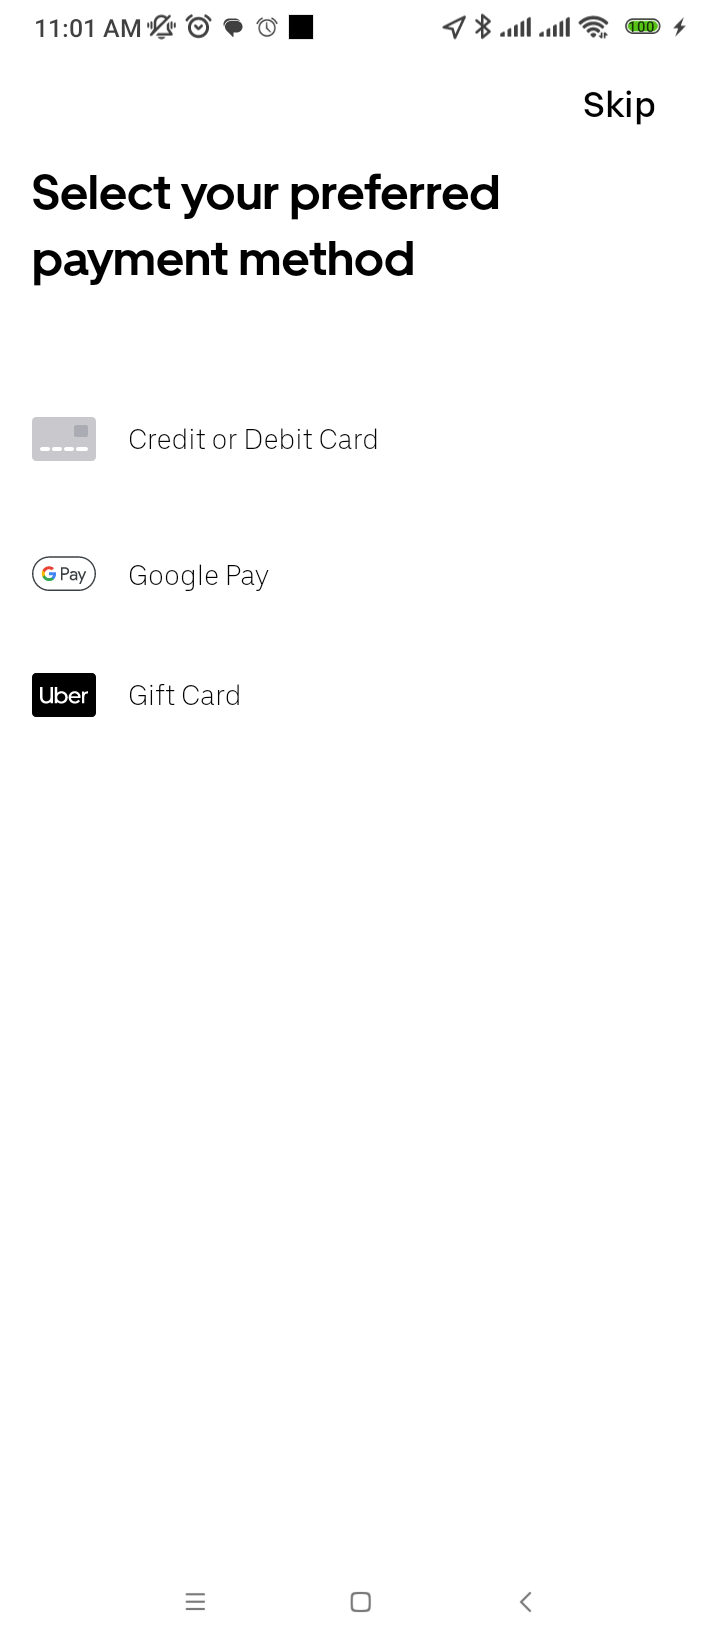 11:01 AM
100
Skip
Select your preferred
payment method
Credit or Debit Card
G Pay
Google Pay
Uber
Gift Card